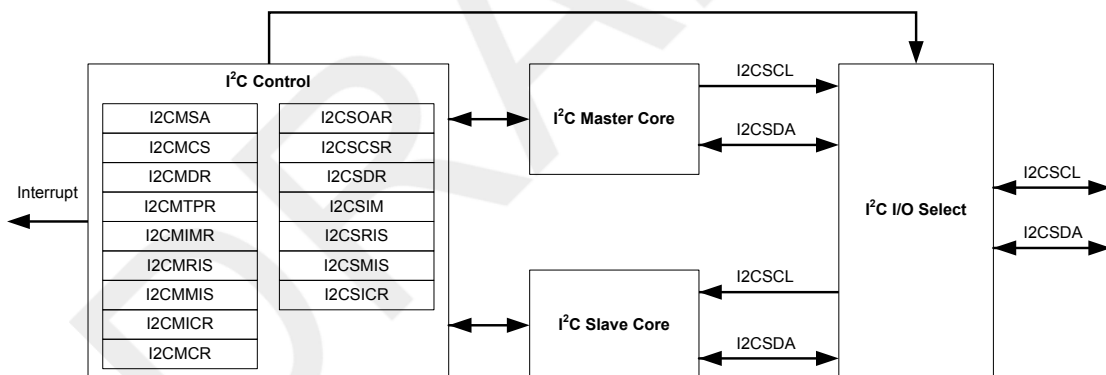 I²C Control
I2CMSA
I2CMCS
I2CMDR
I2CMTPR
I2CMIMR
I2CMRIS
I2CMMIS
I2CMICR
I2CMCR
I2CSOAR
I2CSCSR
I2CSDR
I2CSIM
I2CSRIS
I2CSMIS
I2CSICR
Interrupt
I²C Master Core
I2CSCL
I2CSDA
I²C Slave Core
I2CSCL
I2CSDA
I²C I/O Select
I2CSCL
I2CSDA